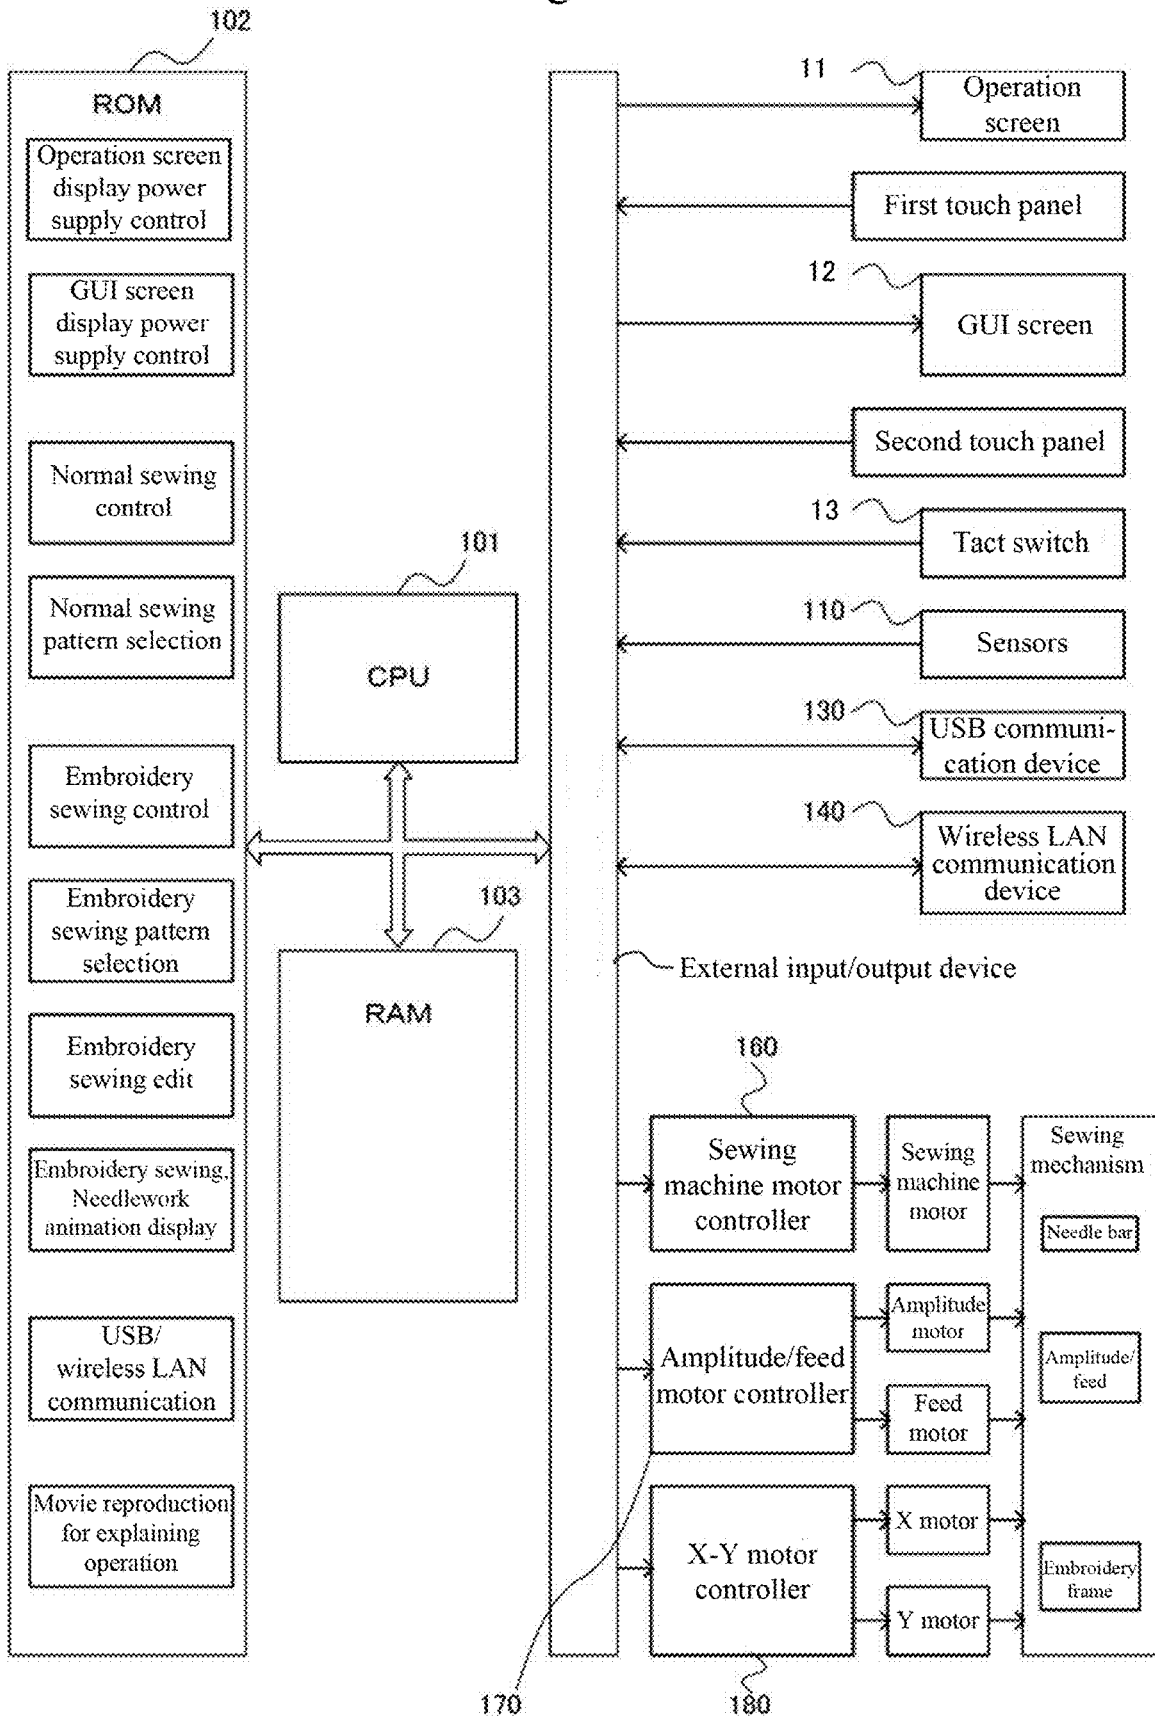 102
ROM
Operation screen
display power
supply control
GUI screen
display power
supply control
Normal sewing
control
Normal sewing
pattern selection
Embroidery
sewing control
Embroidery
sewing pattern
selection
Embroidery
sewing edit
Embroidery sewing,
Needlework
animation display
USB/
wireless LAN
communication
Movie reproduction
for explaining
operation
101
CPU
103
RAM
11
Operation
screen
First touch panel
12
GUI screen
Second touch panel
13
Tact switch
110
Sensors
130
USB communi-
cation device
140
Wireless LAN
communication
device
External input/output device
160
Sewing
machine motor
controller
Sewing
machine
motor
Sewing
mechanism
Needle bar
Amplitude/feed
motor controller
Amplitude
motor
Feed
motor
Amplitude/
feed
170
X-Y motor
controller
X motor
Y motor
Embroidery
frame
180